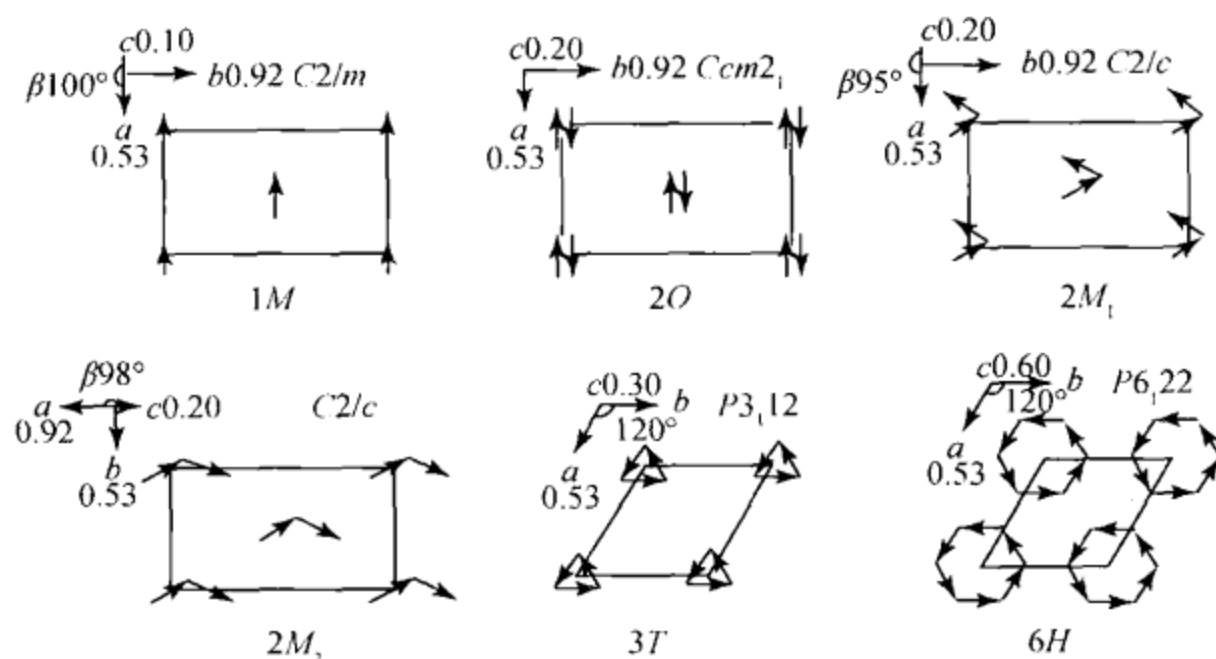 c0.10
β100°
b0.92 C2/m
a
0.53
1M
c0.20
b0.92 Ccm2₁
a
0.53
2O
c0.20
β95°
b0.92 C2/c
a
0.53
2M₁
β98°
a
0.92
c0.20
C2/c
b
0.53
2M
c0.30
b
P3₁12
120°
a
0.53
3T
c0.60
b
P6₁22
120°
a
0.53
6H